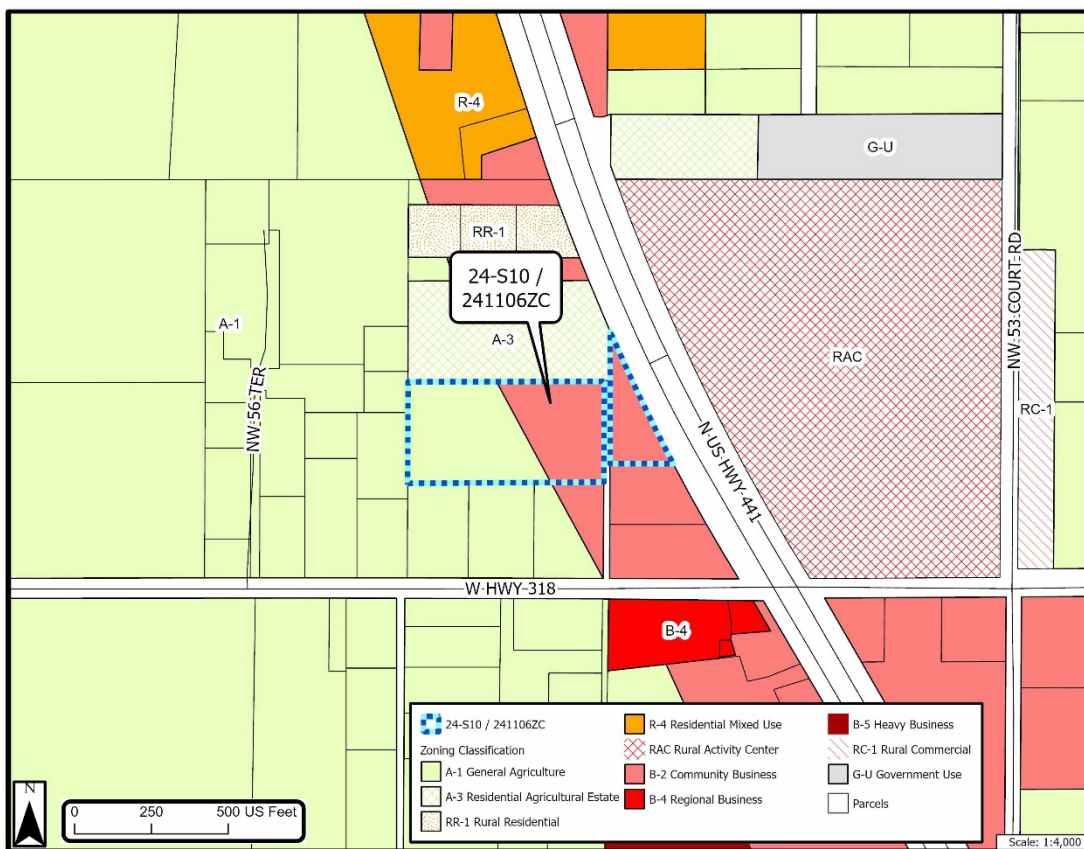 R-4
G-U
RR-1
24-S10 /
241106ZC
A-1
A-3
NW 56 TER
RAC
NW 53 COURT RD
RC-1
N US HWY 441
W HWY 318
B-4
24-S10 / 241106ZC
Zoning Classification
A-1 General Agriculture
A-3 Residential Agricultural Estate
RR-1 Rural Residential
R-4 Residential Mixed Use
RAC Rural Activity Center
B-2 Community Business
B-4 Regional Business
B-5 Heavy Business
RC-1 Rural Commercial
G-U Government Use
Parcels
N
0 250 500 US Feet
Scale: 1:4,000